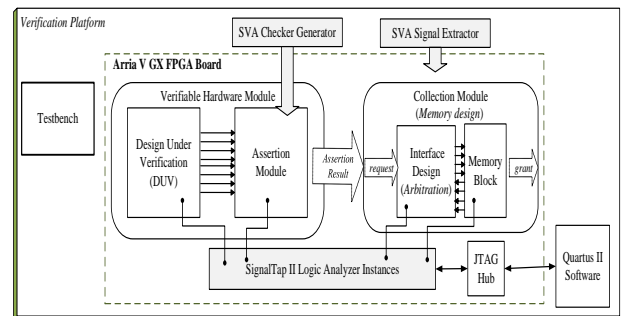 Verification Platform
SVA Checker Generator
SVA Signal Extractor
Arria V GX FPGA Board
Testbench
Verifiable Hardware Module
Design Under
Verification
(DUV)
Assertion
Module
Assertion
Result
Collection Module
(Memory design)
request
Interface
Design
(Arbitration)
Memory
Block
grant
SignalTap II Logic Analyzer Instances
JTAG
Hub
Quartus II
Software